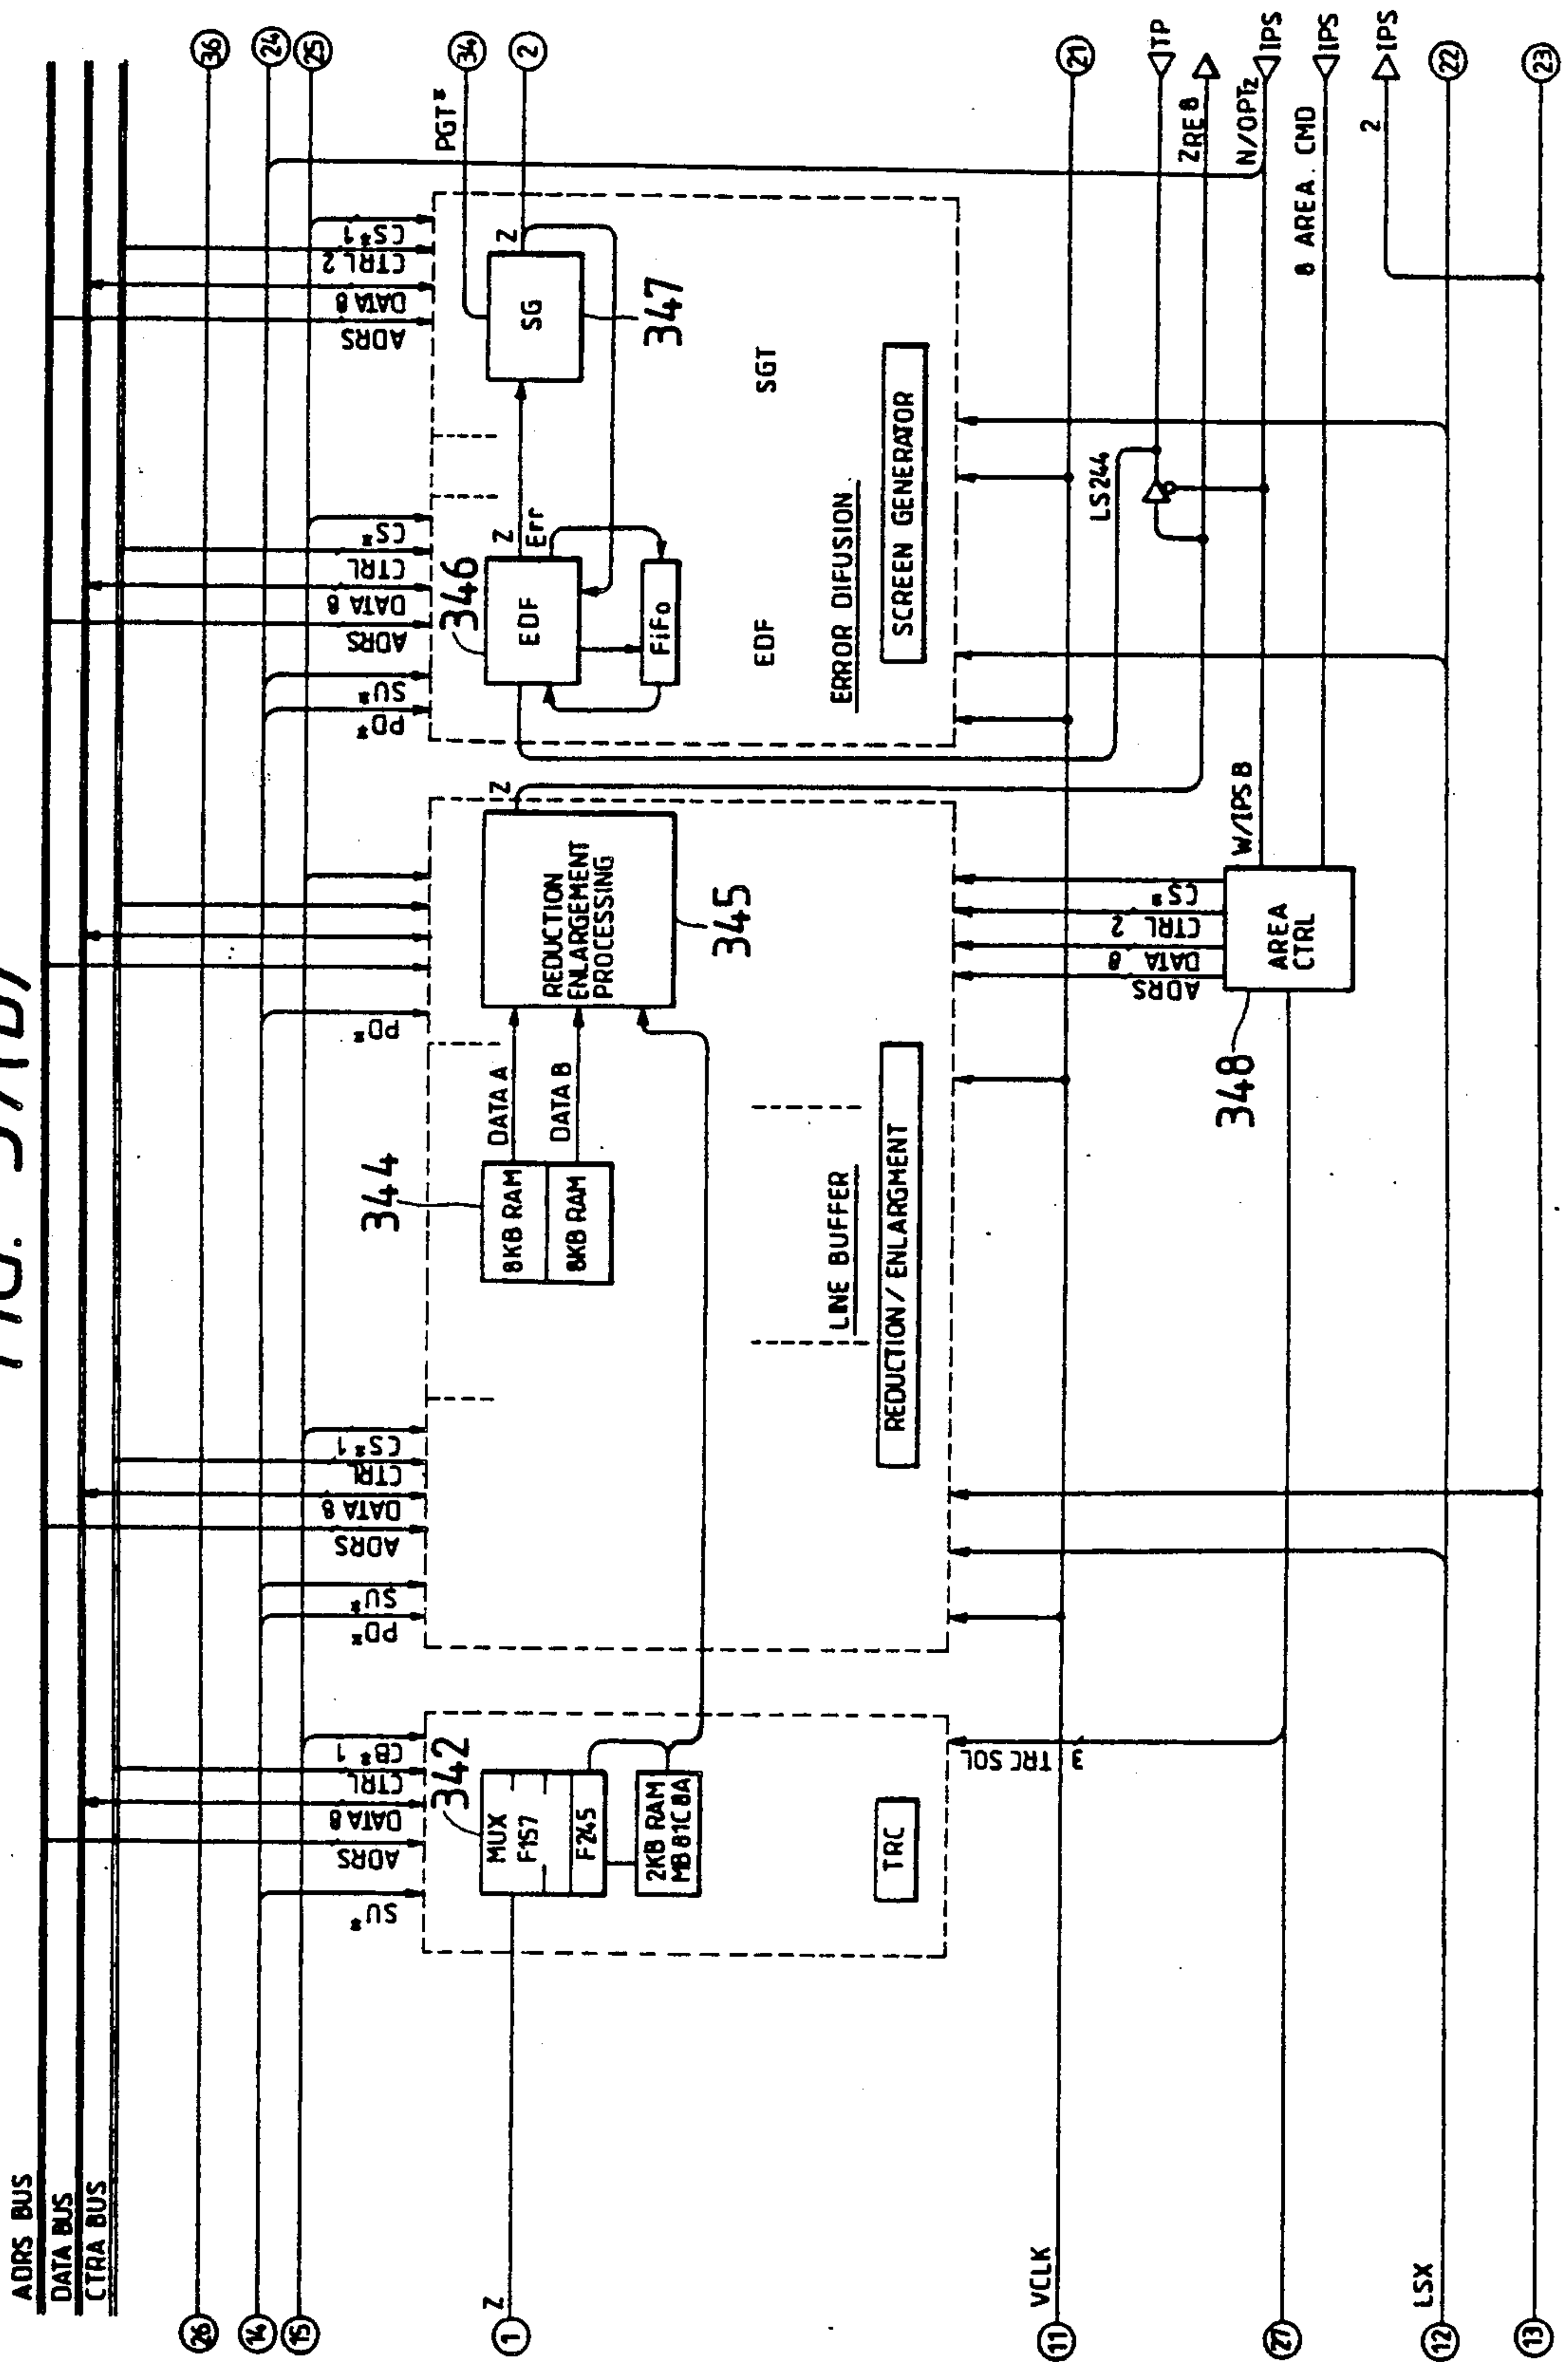 ADRS BUS
DATA BUS
CTRA BUS
26
14
15
1
Z
11
VCLK
27
12
LSX
13
36
24
25
34
PGT*
2
21
TP
ZRE 8
N/OPTz
IPS
8 AREA. CMD
IPS
2
IPS
22
23
SU*
ADRS
DATA 8
CTRL
CB*1
342
MUX
F157
F245
2KB RAM
MB81C8A
TRC
3 TRC SOL
PD*
SU*
ADRS
DATA 8
CTRL
CS*1
344
8KB RAM
8KB RAM
DATA A
DATA B
PD*
REDUCTION
ENLARGEMENT
PROCESSING
345
Z
LINE BUFFER
REDUCTION/ENLARGMENT
348
AREA
CTRL
ADRS
DATA 8
CTRL 2
CS*
W/IPS B
PD*
SU*
ADRS
DATA 8
CTRL
CS*
346
EDF
Z
Err
FiFo
EDF
ERROR DIFUSION
SCREEN GENERATOR
ADRS
DATA 8
CTRL 2
CS*1
SG
Z
347
SGT
LS244